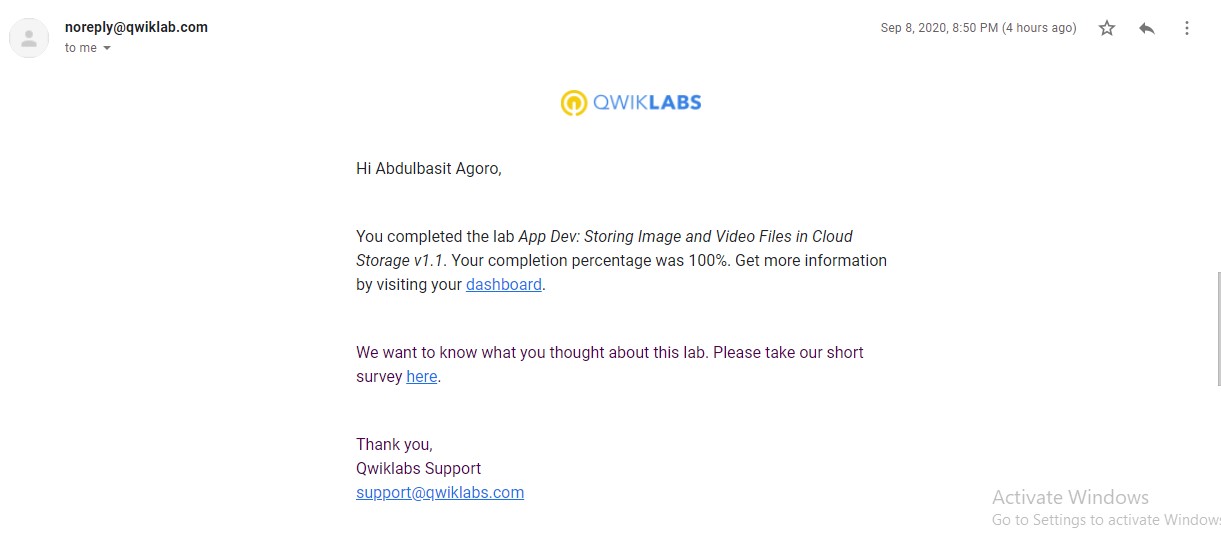 noreply@qwiklab.com
Sep 8, 2020, 8:50 PM (4 hours ago)
to me
QWIKLABS
Hi Abdulbasit Agoro,
You completed the lab App Dev: Storing Image and Video Files in Cloud
Storage v1.1. Your completion percentage was 100%. Get more information
by visiting your dashboard.
We want to know what you thought about this lab. Please take our short
survey here.
Thank you,
Qwiklabs Support
support@qwiklabs.com
Activate Windows
Go to Settings to activate Windows